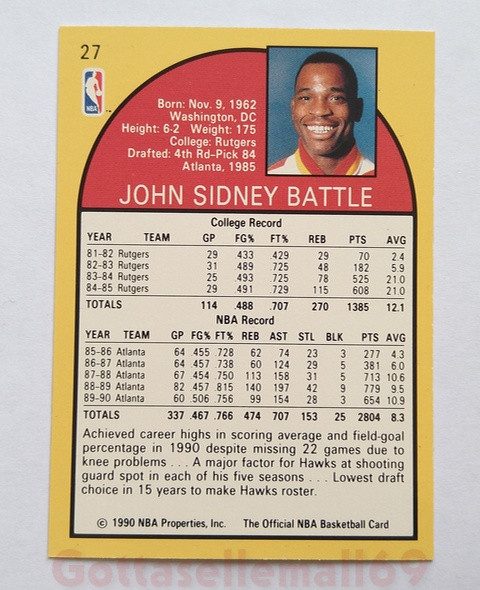 27
NBA
Born: Nov. 9, 1962
Washington, DC
Height: 6-2 Weight: 175
College: Rutgers
Drafted: 4th Rd-Pick 84
Atlanta, 1985
JOHN SIDNEY BATTLE
College Record
YEAR TEAM GP FG% FT% REB PTS AVG
81-82 Rutgers 29 .433 .429 29 70 2.4
82-83 Rutgers 31 .489 .725 48 182 5.9
83-84 Rutgers 25 .493 .725 78 525 21.0
84-85 Rutgers 29 .491 .729 115 608 21.0
TOTALS 114 .488 .707 270 1385 12.1
NBA Record
YEAR TEAM GP FG% FT% REB AST STL BLK PTS AVG
85-86 Atlanta 64 .455 .728 62 74 23 3 277 4.3
86-87 Atlanta 64 .457 .738 60 124 29 5 381 6.0
87-88 Atlanta 67 .454 .750 113 158 31 5 713 10.6
88-89 Atlanta 82 .457 .815 140 197 42 9 779 9.5
89-90 Atlanta 60 .506 .756 99 154 28 3 654 10.9
TOTALS 337 .467 .766 474 707 153 25 2804 8.3
Achieved career highs in scoring average and field-goal
percentage in 1990 despite missing 22 games due to
knee problems . . . A major factor for Hawks at shooting
guard spot in each of his five seasons . . . Lowest draft
choice in 15 years to make Hawks roster.
© 1990 NBA Properties, Inc. The Official NBA Basketball Card
Gottasellemall69